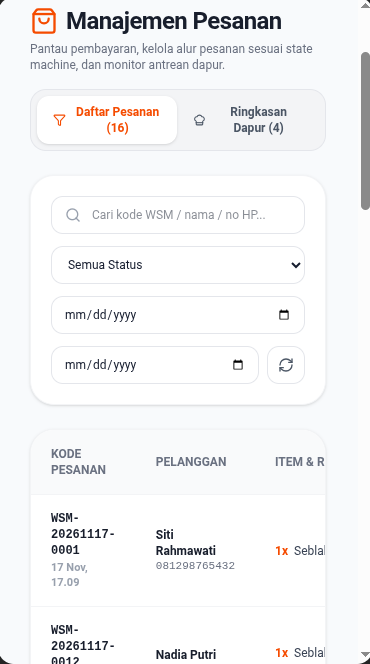 Manajemen Pesanan
Pantau pembayaran, kelola alur pesanan sesuai state
machine, dan monitor antrean dapur.
Daftar Pesanan
(16)
Ringkasan
Dapur (4)
Cari kode WSM / nama / no HP...
Semua Status
mm/dd/yyyy
mm/dd/yyyy
KODE
PESANAN
PELANGGAN
ITEM & R
WSM-
20261117-
0001
17 Nov,
17.09
Siti
Rahmawati
081298765432
1x Sebla
WSM-
20261117-
0012
Nadia Putri
1x Sebla